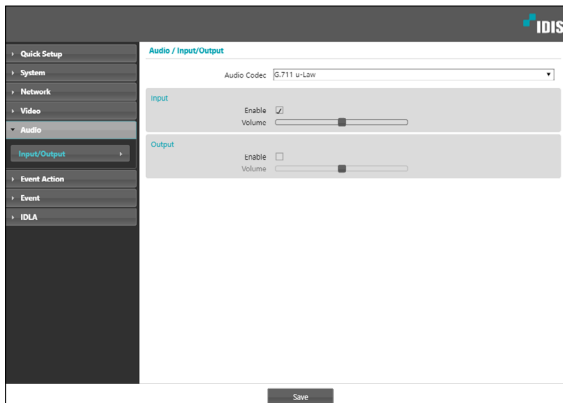 IDIS
Quick Setup
System
Network
Video
Audio
Input/Output
Event Action
Event
IDLA
Audio / Input/Output
Audio Codec G.711 u-Law
Input
Enable
Volume
Output
Enable
Volume
Save